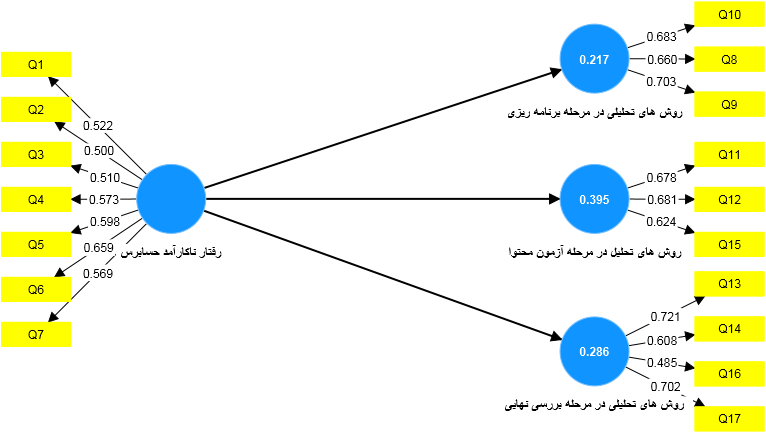 Q1
Q2
Q3
Q4
Q5
Q6
Q7
0.522
0.500
0.510
0.573
0.598
0.659
0.569
رفتار ناکارآمد حسابرس
0.217
روش های تحلیلی در مرحله برنامه ریزی
0.683
0.660
0.703
Q10
Q8
Q9
0.395
روش های تحلیل در مرحله آزمون محتوا
0.678
0.681
0.624
Q11
Q12
Q15
0.286
روش های تحلیلی در مرحله بررسی نهایی
0.721
0.608
0.485
0.702
Q13
Q14
Q16
Q17